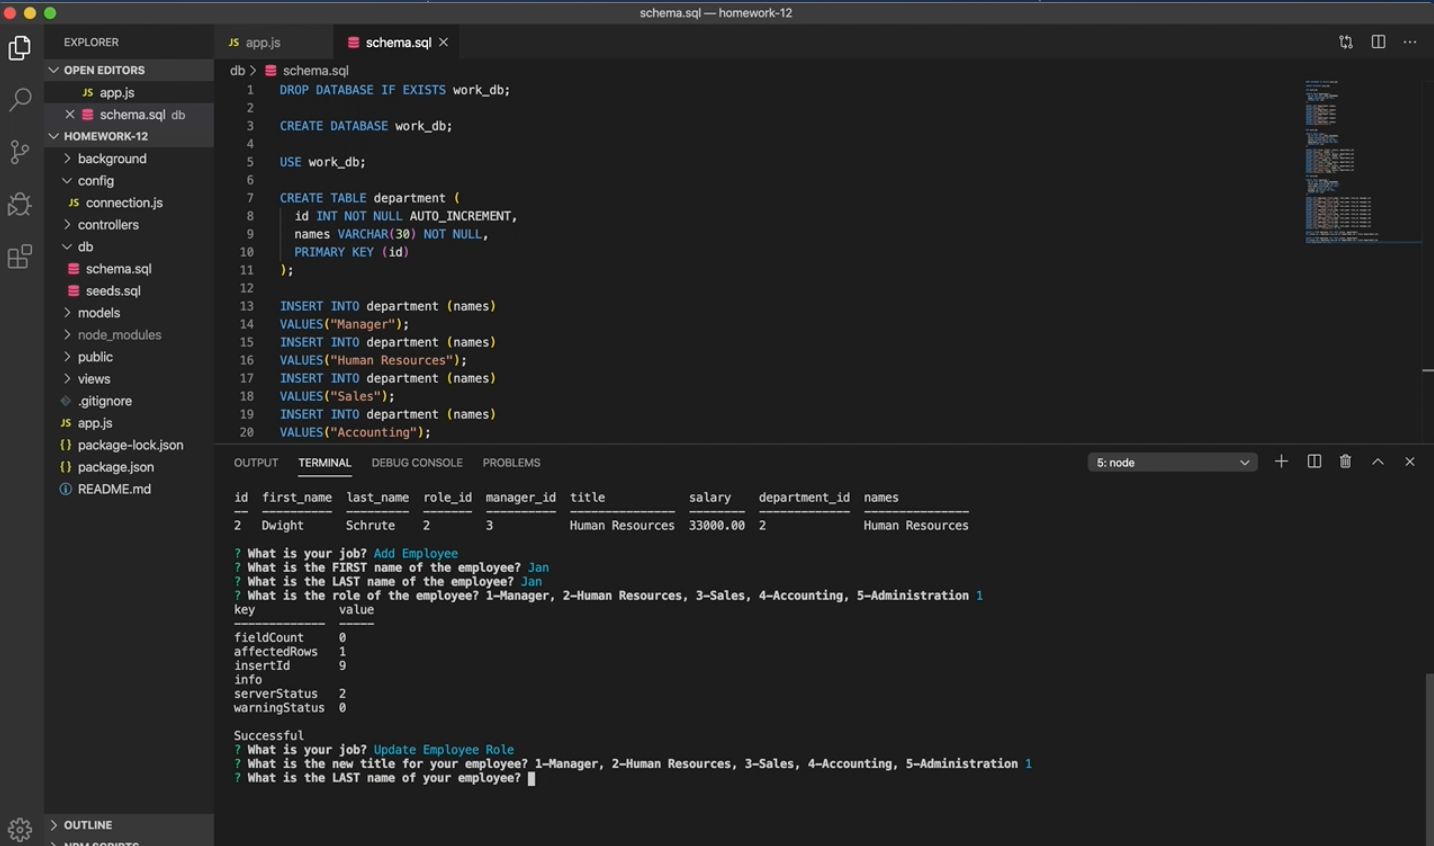 schema.sql — homework-12
EXPLORER
OPEN EDITORS
JS app.js
schema.sql db
HOMEWORK-12
background
config
JS connection.js
controllers
db
schema.sql
seeds.sql
models
node_modules
public
views
.gitignore
JS app.js
{} package-lock.json
{} package.json
README.md
OUTLINE
NPM SCRIPTS
JS app.js
schema.sql
db > schema.sql
1 DROP DATABASE IF EXISTS work_db;
2
3 CREATE DATABASE work_db;
4
5 USE work_db;
6
7 CREATE TABLE department (
8 id INT NOT NULL AUTO_INCREMENT,
9 names VARCHAR(30) NOT NULL,
10 PRIMARY KEY (id)
11 );
12
13 INSERT INTO department (names)
14 VALUES("Manager");
15 INSERT INTO department (names)
16 VALUES("Human Resources");
17 INSERT INTO department (names)
18 VALUES("Sales");
19 INSERT INTO department (names)
20 VALUES("Accounting");
OUTPUT TERMINAL DEBUG CONSOLE PROBLEMS 5: node
id first_name last_name role_id manager_id title salary department_id names
2 Dwight Schrute 2 3 Human Resources 33000.00 2 Human Resources
? What is your job? Add Employee
? What is the FIRST name of the employee? Jan
? What is the LAST name of the employee? Jan
? What is the role of the employee? 1-Manager, 2-Human Resources, 3-Sales, 4-Accounting, 5-Administration 1
key value
fieldCount 0
affectedRows 1
insertId 9
info
serverStatus 2
warningStatus 0
Successful
? What is your job? Update Employee Role
? What is the new title for your employee? 1-Manager, 2-Human Resources, 3-Sales, 4-Accounting, 5-Administration 1
? What is the LAST name of your employee?